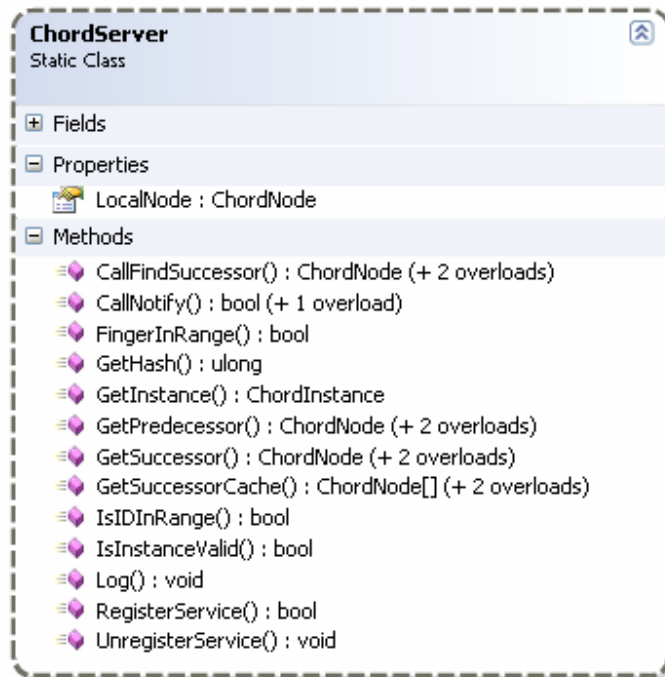 ChordServer
Static Class
Fields
Properties
LocalNode : ChordNode
Methods
CallFindSuccessor() : ChordNode (+ 2 overloads)
CallNotify() : bool (+ 1 overload)
FingerInRange() : bool
GetHash() : ulong
GetInstance() : ChordInstance
GetPredecessor() : ChordNode (+ 2 overloads)
GetSuccessor() : ChordNode (+ 2 overloads)
GetSuccessorCache() : ChordNode[] (+ 2 overloads)
IsIDInRange() : bool
IsInstanceValid() : bool
Log() : void
RegisterService() : bool
UnregisterService() : void